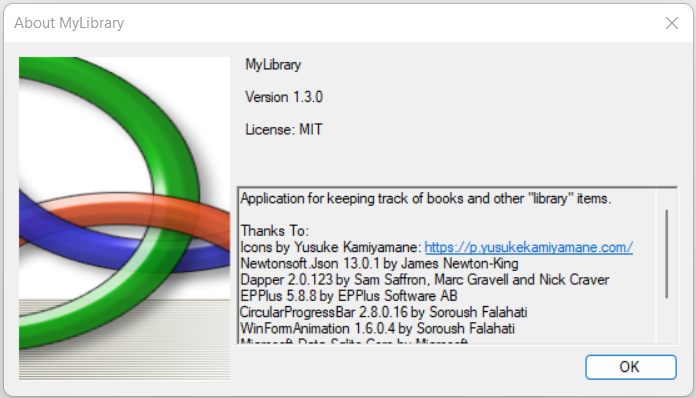 About MyLibrary
MyLibrary
Version 1.3.0
License: MIT
Application for keeping track of books and other "library" items.
Thanks To:
Icons by Yusuke Kamiyamane: https://p.yusukekamiyamane.com/
Newtonsoft.Json 13.0.1 by James Newton-King
Dapper 2.0.123 by Sam Saffron, Marc Gravell and Nick Craver
EPPlus 5.8.8 by EPPlus Software AB
CircularProgressBar 2.8.0.16 by Soroush Falahati
WinFormAnimation 1.6.0.4 by Soroush Falahati
Microsoft.Data.Sqlite.Core by Microsoft
OK